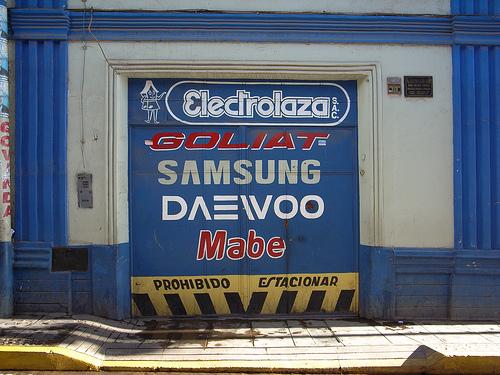 Electrolaza S.A.C.
GOLIAT
SAMSUNG
DAEWOO
Mabe
PROHIBIDO ESTACIONAR